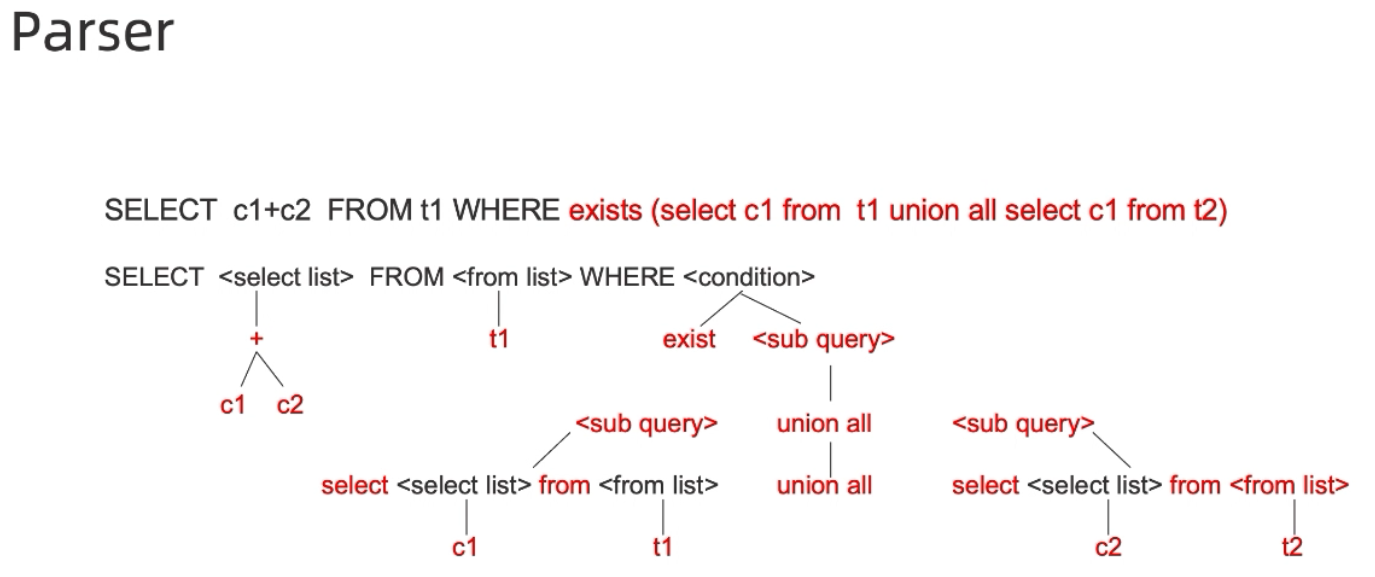 Parser
SELECT c1+c2 FROM t1 WHERE exists (select c1 from t1 union all select c1 from t2)
SELECT <select list> FROM <from list> WHERE <condition>
+ t1 exist <sub query>
c1 c2
<sub query> union all <sub query>
select <select list> from <from list> union all select <select list> from <from list>
c1 t1 c2 t2